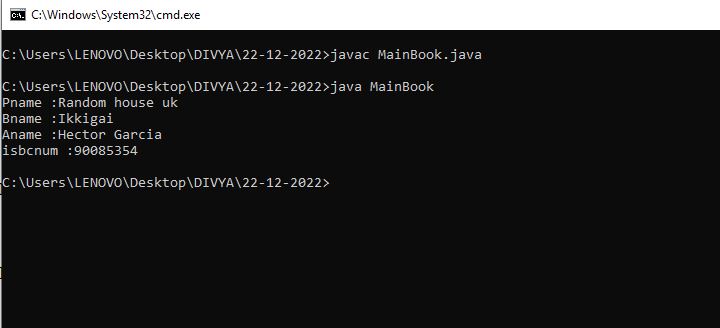 C:\Windows\System32\cmd.exe
C:\Users\LENOVO\Desktop\DIVYA\22-12-2022>javac MainBook.java
C:\Users\LENOVO\Desktop\DIVYA\22-12-2022>java MainBook
Pname :Random house uk
Bname :Ikkigai
Aname :Hector Garcia
isbcnum :90085354
C:\Users\LENOVO\Desktop\DIVYA\22-12-2022>